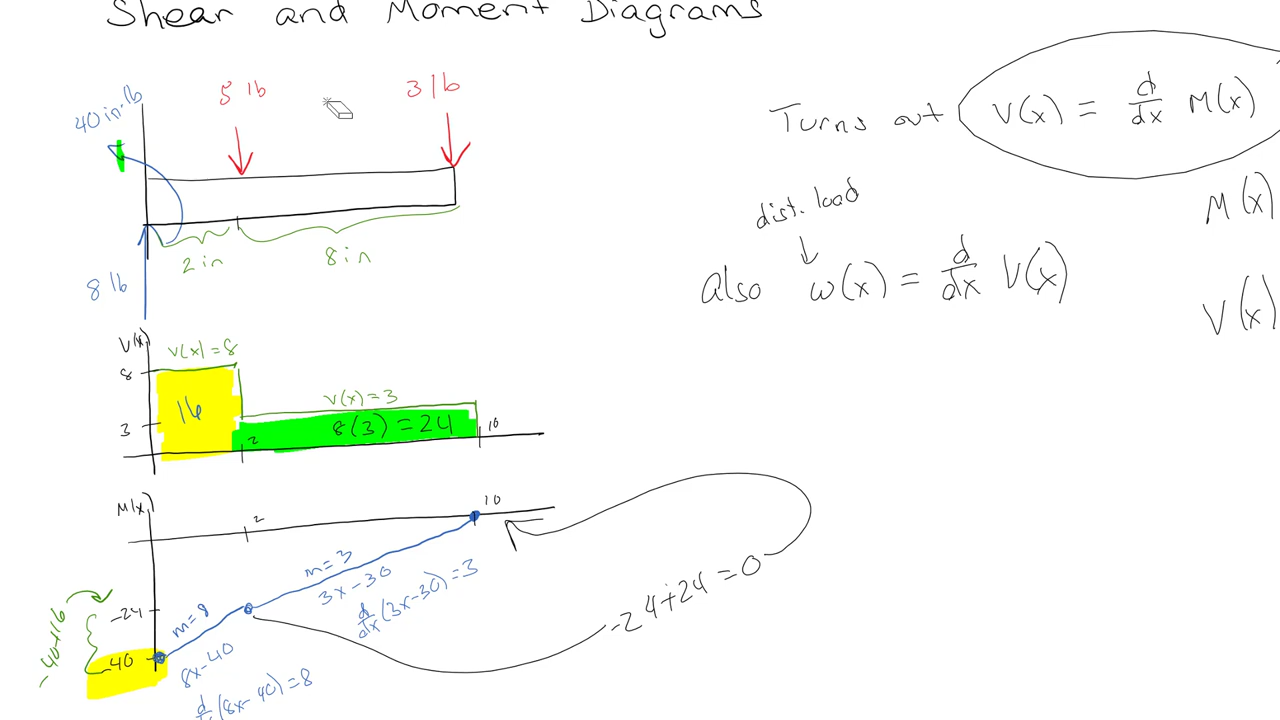 Shear and Moment Diagrams
40 in·lb
5 lb
3 lb
2 in
8 in
8 lb
Turns out V(x) = d/dx M(x)
dist. load
Also w(x) = d/dx V(x)
M(x)
V(x)
V(x)
V(x) = 8
8
16
3
V(x) = 3
8(3) = 24
2
10
M(x)
2
10
m=3
3x-30
d/dx(3x-30)=3
-24
m=8
-40
8x-40
d/dx(8x-40)=8
-40+16
-24+24=0